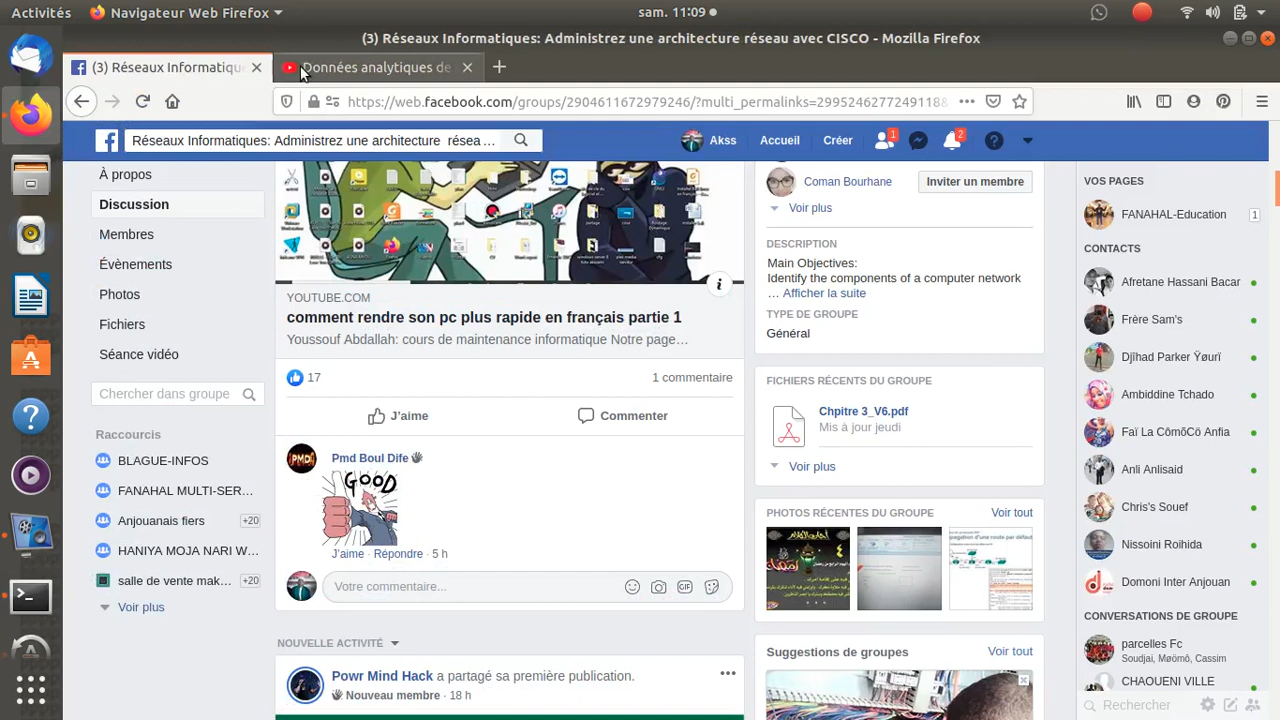 Activités
Navigateur Web Firefox
sam. 11:09
(3) Réseaux Informatiques: Administrez une architecture réseau avec CISCO - Mozilla Firefox
(3) Réseaux Informatique
Données analytiques de
https://web.facebook.com/groups/2904611672979246/?multi_permalinks=2995246277249118&
Réseaux Informatiques: Administrez une architecture résea ...
Akss
Accueil
Créer
1
2
À propos
Discussion
Membres
Évènements
Photos
Fichiers
Séance vidéo
Chercher dans groupe
Raccourcis
BLAGUE-INFOS
FANAHAL MULTI-SER...
Anjouanais fiers
+20
HANIYA MOJA NARI W...
salle de vente mak...
+20
Voir plus
YOUTUBE.COM
comment rendre son pc plus rapide en français partie 1
Youssouf Abdallah: cours de maintenance informatique Notre page...
17
1 commentaire
J'aime
Commenter
PMD
Pmd Boul Dife
GOOD
J'aime · Répondre · 5 h
Votre commentaire...
GIF
NOUVELLE ACTIVITÉ
Powr Mind Hack a partagé sa première publication.
Nouveau membre · 18 h
Coman Bourhane
Inviter un membre
Voir plus
DESCRIPTION
Main Objectives:
Identify the components of a computer network
... Afficher la suite
TYPE DE GROUPE
Général
FICHIERS RÉCENTS DU GROUPE
Chpitre 3_V6.pdf
Mis à jour jeudi
Voir plus
PHOTOS RÉCENTES DU GROUPE
Voir tout
Suggestions de groupes
Voir tout
VOS PAGES
FANAHAL-Education
1
CONTACTS
Afretane Hassani Bacar
Frère Sam's
Djïhad Parker Ÿøurï
Ambiddine Tchado
Faï La CômôCö Anfia
Anli Anlisaid
Chris's Souef
Nissoini Roihida
Domoni Inter Anjouan
CONVERSATIONS DE GROUPE
parcelles Fc
Soudjai, Møömô, Cassim
CHAOUENI VILLE
Rechercher